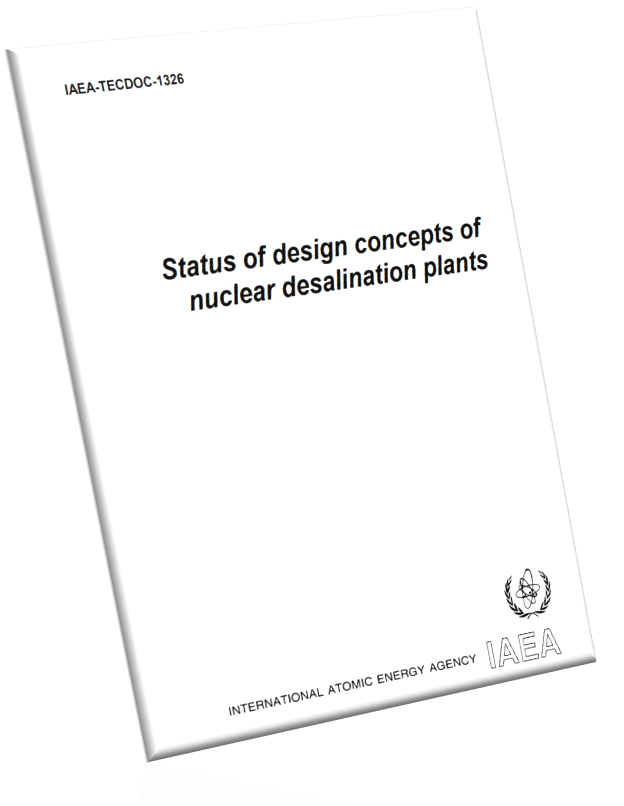 IAEA-TECDOC-1326
Status of design concepts of
nuclear desalination plants
INTERNATIONAL ATOMIC ENERGY AGENCY
IAEA